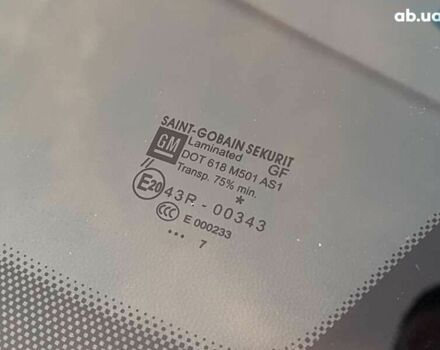 ab.ua
SAINT-GOBAIN SEKURIT
GM Laminated GF
DOT 618 M501 AS1
Transp. 75% min.
// *
E20 43R - 00343
CCC E 000233
... 7